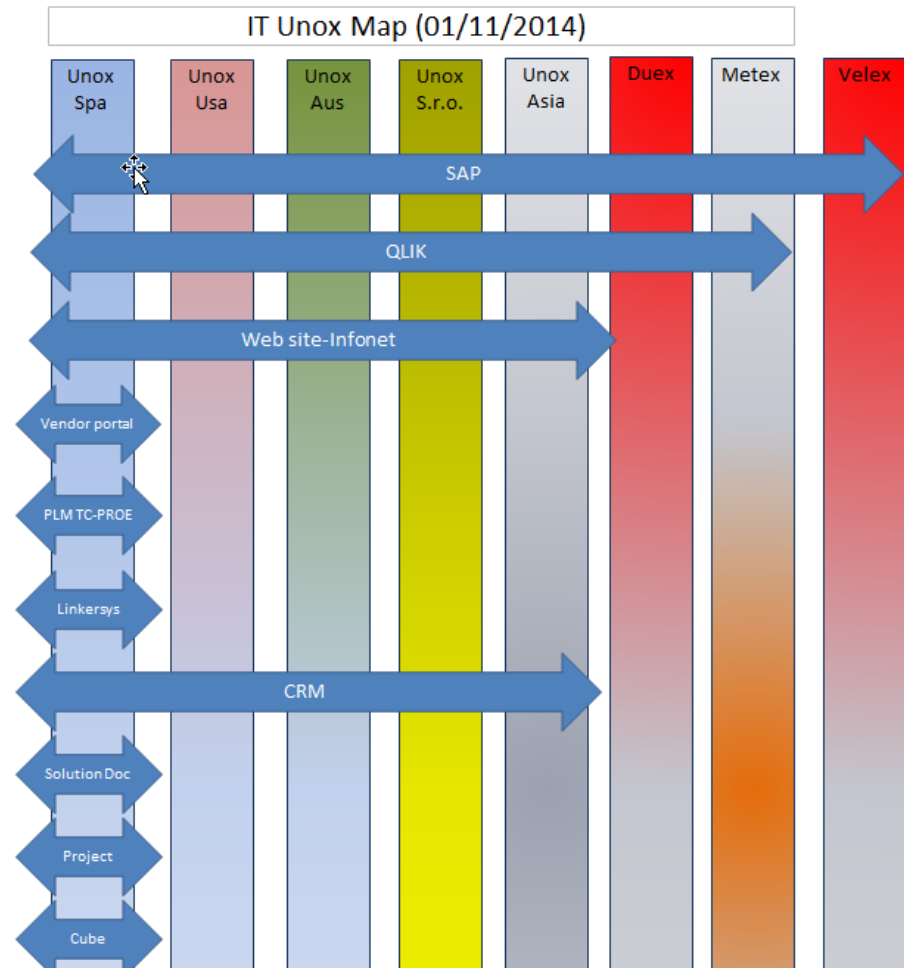 IT Unox Map (01/11/2014)
Unox
Spa
Unox
Usa
Unox
Aus
Unox
S.r.o.
Unox
Asia
Duex
Metex
Velex
SAP
QLIK
Web site-Infonet
Vendor portal
PLM TC-PROE
Linkersys
CRM
Solution Doc
Project
Cube